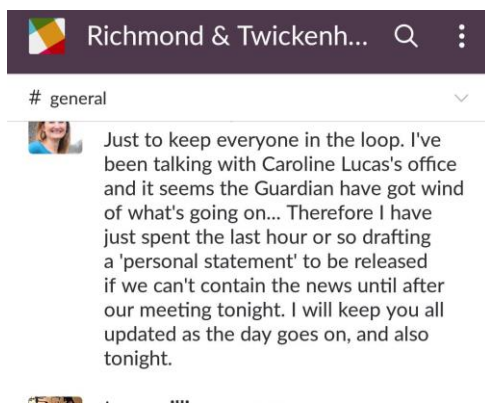 Richmond & Twickenh...
# general
Just to keep everyone in the loop. I've
been talking with Caroline Lucas's office
and it seems the Guardian have got wind
of what's going on... Therefore I have
just spent the last hour or so drafting
a 'personal statement' to be released
if we can't contain the news until after
our meeting tonight. I will keep you all
updated as the day goes on, and also
tonight.